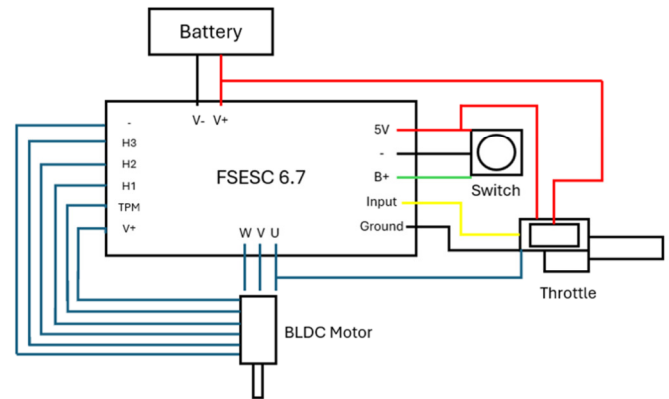 Battery
V- V+
-
H3
H2
H1
TPM
V+
FSESC 6.7
5V
-
B+
Input
Ground
Switch
W V U
Throttle
BLDC Motor